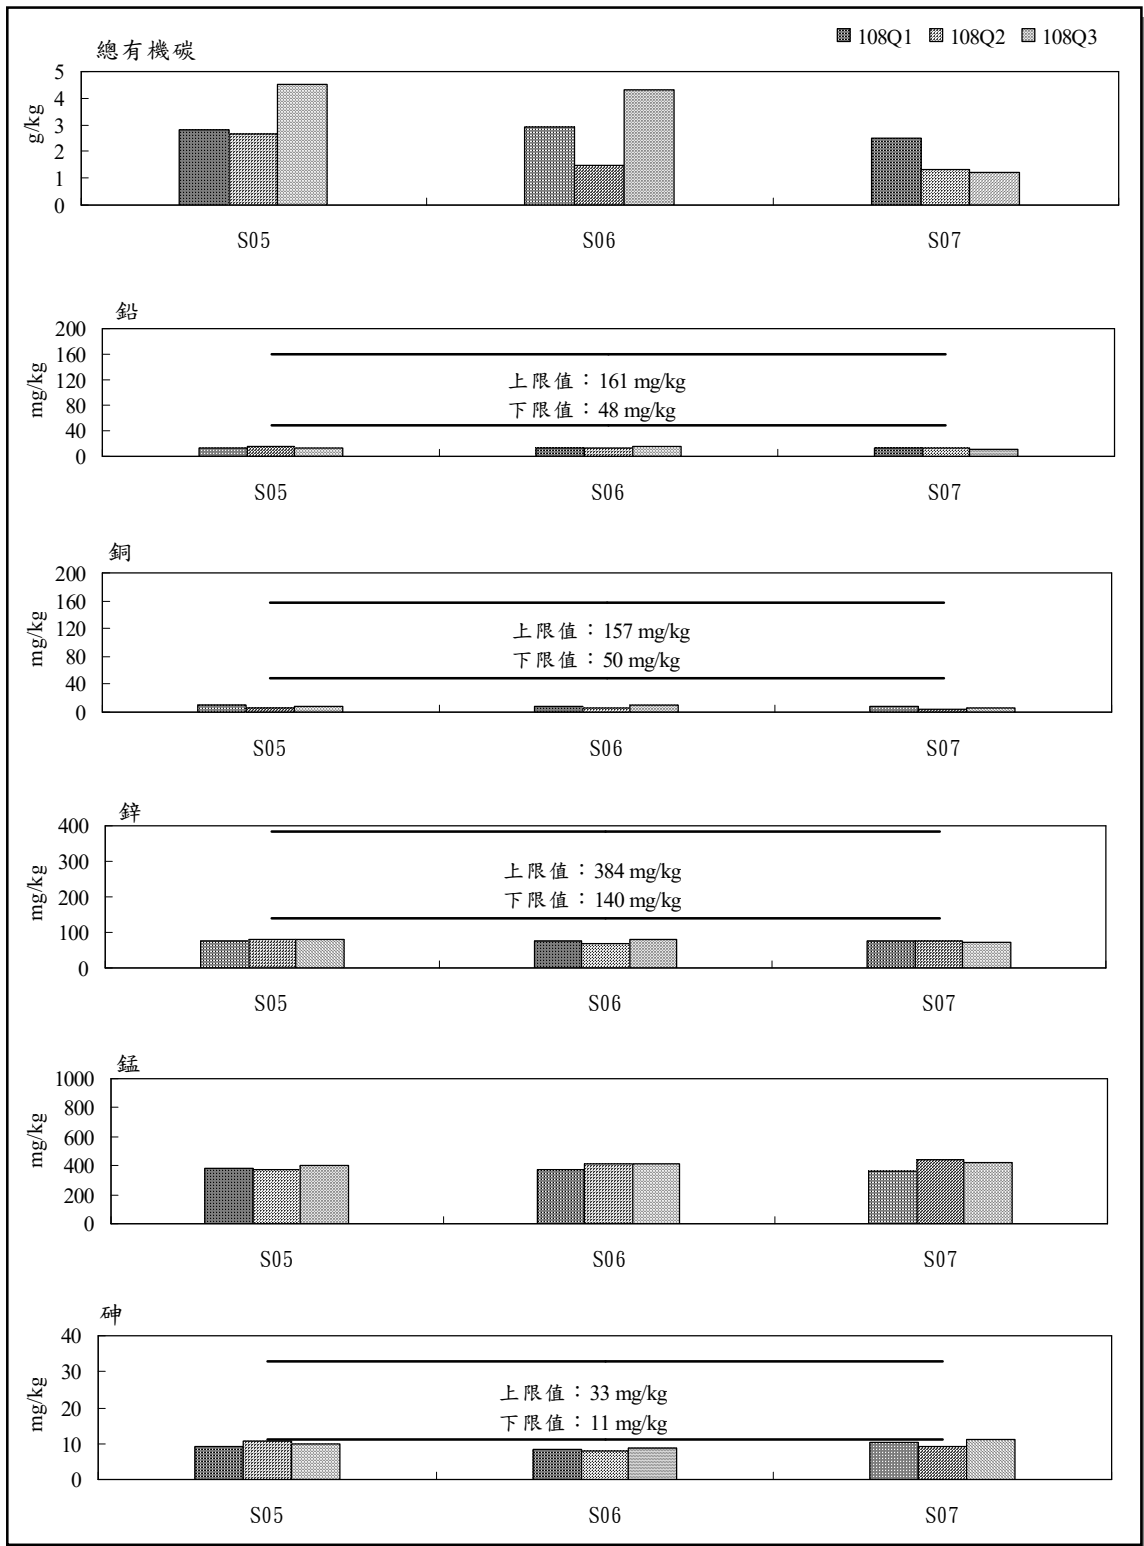 總有機碳
108Q1 108Q2 108Q3
g/kg
5
4
3
2
1
0
S05 S06 S07
鉛
mg/kg
200
160
120
80
40
0
上限值：161 mg/kg
下限值：48 mg/kg
S05 S06 S07
銅
mg/kg
200
160
120
80
40
0
上限值：157 mg/kg
下限值：50 mg/kg
S05 S06 S07
鋅
mg/kg
400
300
200
100
0
上限值：384 mg/kg
下限值：140 mg/kg
S05 S06 S07
錳
mg/kg
1000
800
600
400
200
0
S05 S06 S07
砷
mg/kg
40
30
20
10
0
上限值：33 mg/kg
下限值：11 mg/kg
S05 S06 S07